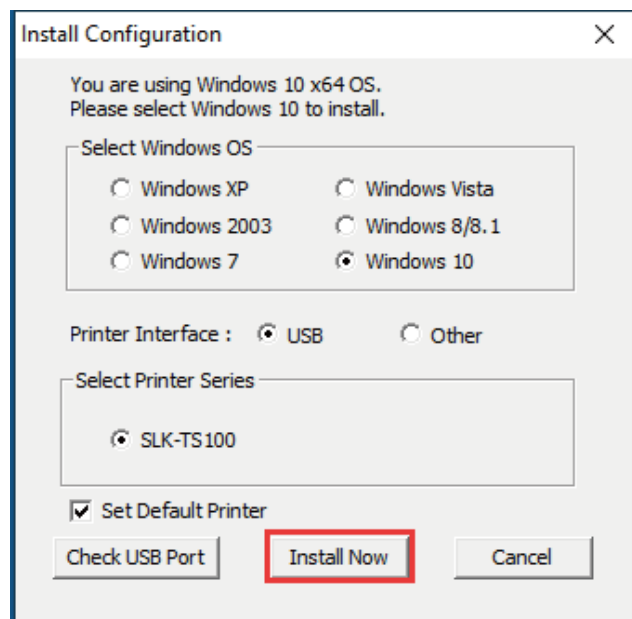 Install Configuration
You are using Windows 10 x64 OS.
Please select Windows 10 to install.
Select Windows OS
Windows XP Windows Vista
Windows 2003 Windows 8/8.1
Windows 7 Windows 10
Printer Interface : USB Other
Select Printer Series
SLK-TS100
Set Default Printer
Check USB Port Install Now Cancel